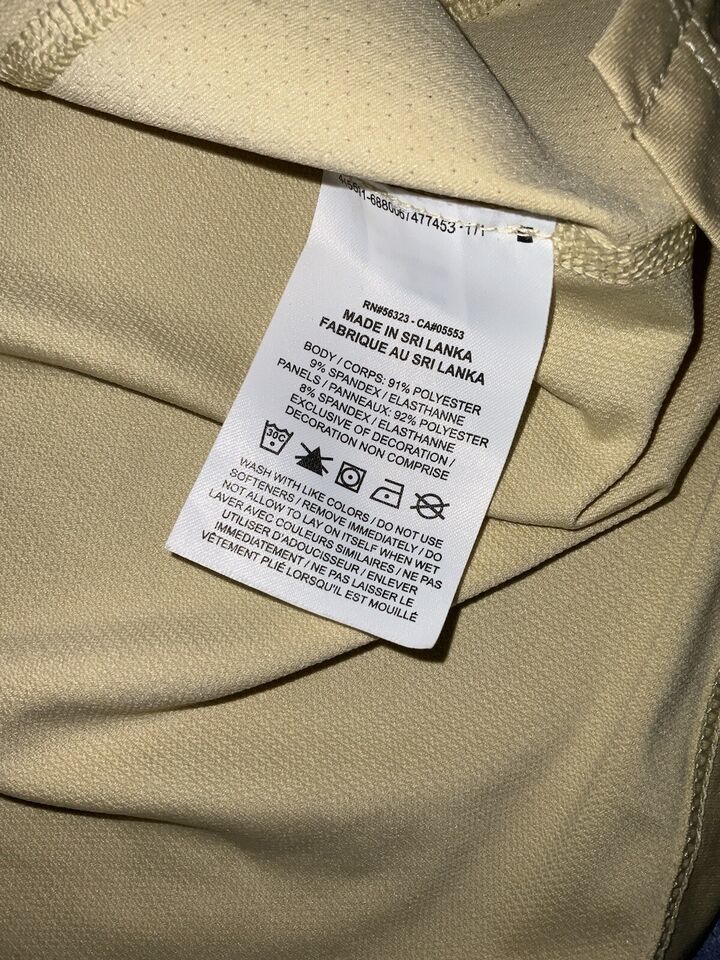 RN#56323 - CA#05553
MADE IN SRI LANKA
FABRIQUE AU SRI LANKA
BODY / CORPS: 91% POLYESTER
9% SPANDEX / ELASTHANNE
PANELS / PANNEAUX: 92% POLYESTER
8% SPANDEX / ELASTHANNE
EXCLUSIVE OF DECORATION /
DECORATION NON COMPRISE
30C
WASH WITH LIKE COLORS / DO NOT USE
SOFTENERS / REMOVE IMMEDIATELY / DO
NOT ALLOW TO LAY ON ITSELF WHEN WET
LAVER AVEC COULEURS SIMILAIRES / NE PAS
UTILISER D'ADOUCISSEUR / ENLEVER
IMMEDIATEMENT / NE PAS LAISSER LE
VÊTEMENT PLIÉ LORSQU'IL EST MOUILLÉ